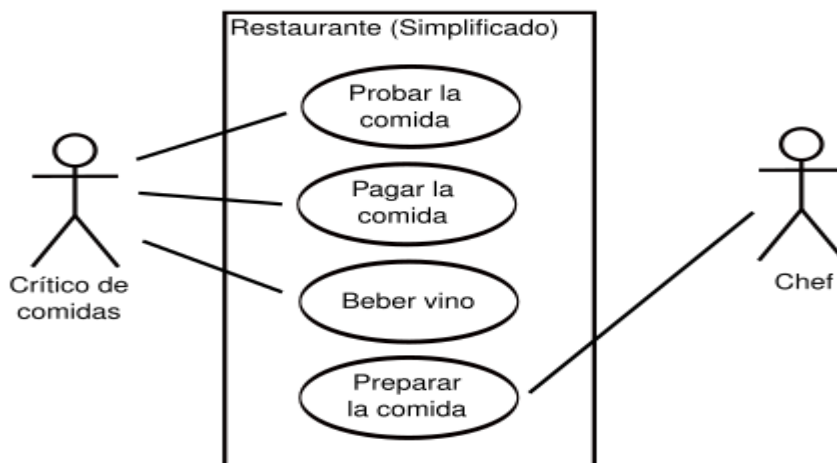 Restaurante (Simplificado)
Probar la
comida
Pagar la
comida
Beber vino
Preparar
la comida
Crítico de
comidas
Chef